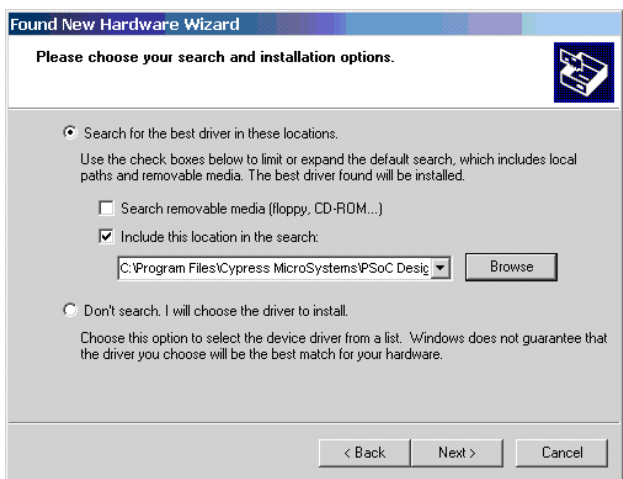 Found New Hardware Wizard
Please choose your search and installation options.
Search for the best driver in these locations.
Use the check boxes below to limit or expand the default search, which includes local
paths and removable media. The best driver found will be installed.
Search removable media (floppy, CD-ROM...)
Include this location in the search:
C:\Program Files\Cypress MicroSystems\PSoC Desig
Browse
Don't search. I will choose the driver to install.
Choose this option to select the device driver from a list. Windows does not guarantee that
the driver you choose will be the best match for your hardware.
< Back Next > Cancel